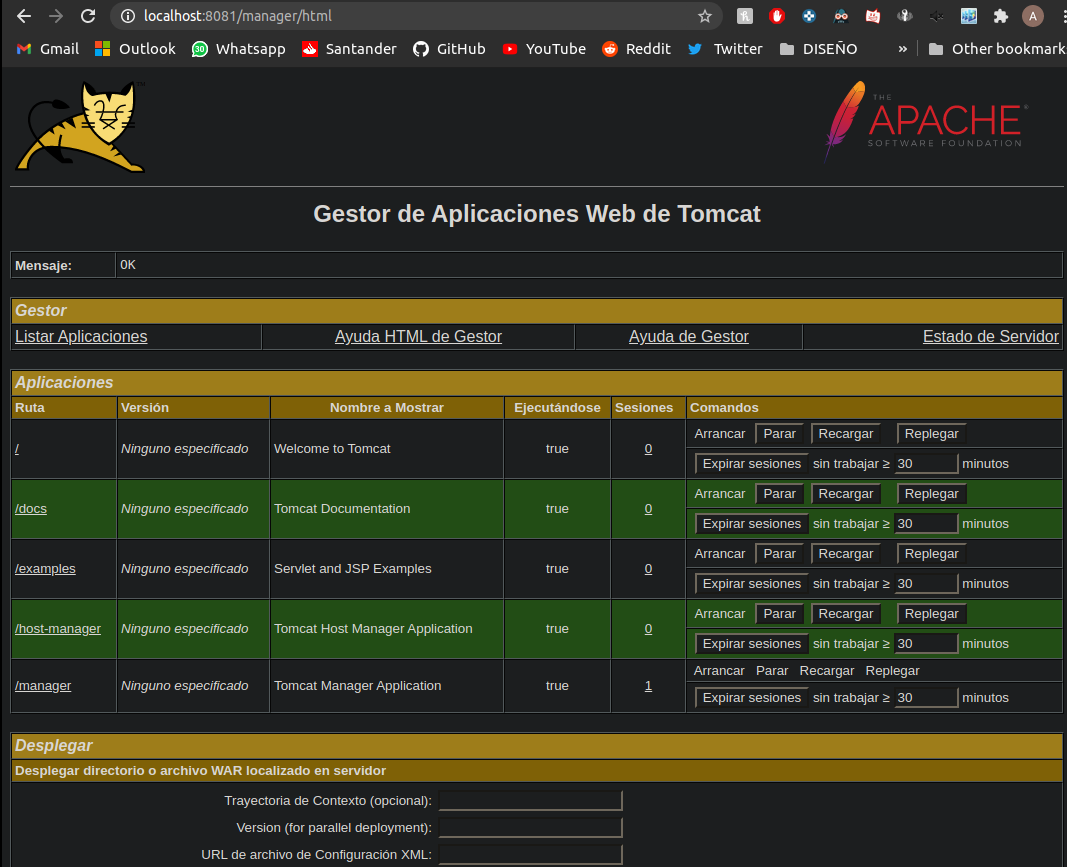 localhost:8081/manager/html
A
Gmail Outlook 30 Whatsapp Santander GitHub YouTube Reddit Twitter DISEÑO » Other bookmark
TM
THE
APACHE®
SOFTWARE FOUNDATION
Gestor de Aplicaciones Web de Tomcat
Mensaje: OK
Gestor
Listar Aplicaciones Ayuda HTML de Gestor Ayuda de Gestor Estado de Servidor
Aplicaciones
Ruta Versión Nombre a Mostrar Ejecutándose Sesiones Comandos
/ Ninguno especificado Welcome to Tomcat true 0 Arrancar Parar Recargar Replegar
Expirar sesiones sin trabajar ≥ 30 minutos
/docs Ninguno especificado Tomcat Documentation true 0 Arrancar Parar Recargar Replegar
Expirar sesiones sin trabajar ≥ 30 minutos
/examples Ninguno especificado Servlet and JSP Examples true 0 Arrancar Parar Recargar Replegar
Expirar sesiones sin trabajar ≥ 30 minutos
/host-manager Ninguno especificado Tomcat Host Manager Application true 0 Arrancar Parar Recargar Replegar
Expirar sesiones sin trabajar ≥ 30 minutos
/manager Ninguno especificado Tomcat Manager Application true 1 Arrancar Parar Recargar Replegar
Expirar sesiones sin trabajar ≥ 30 minutos
Desplegar
Desplegar directorio o archivo WAR localizado en servidor
Trayectoria de Contexto (opcional):
Version (for parallel deployment):
URL de archivo de Configuración XML: